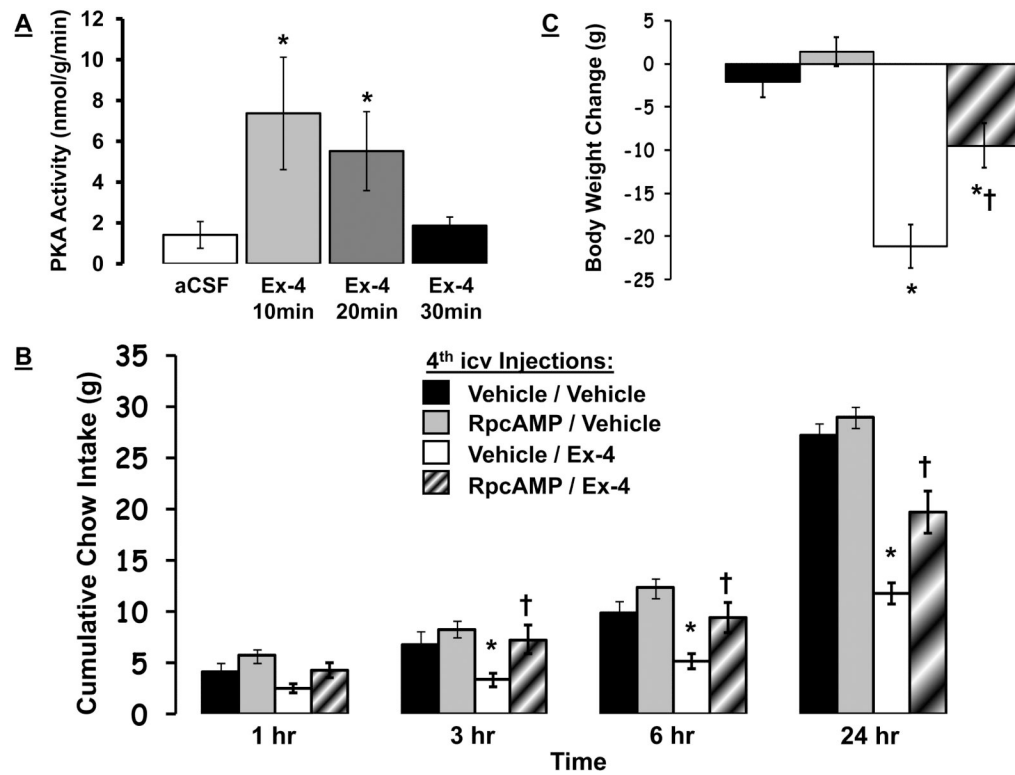 A
PKA Activity (nmol/g/min)
12
10
8
6
4
2
0
*
*
aCSF
Ex-4
10min
Ex-4
20min
Ex-4
30min
C
Body Weight Change (g)
5
0
-5
-10
-15
-20
-25
*
*†
B
Cumulative Chow Intake (g)
35
30
25
20
15
10
5
0
4th icv Injections:
Vehicle / Vehicle
RpcAMP / Vehicle
Vehicle / Ex-4
RpcAMP / Ex-4
*
†
*
†
*
†
1 hr
3 hr
6 hr
24 hr
Time